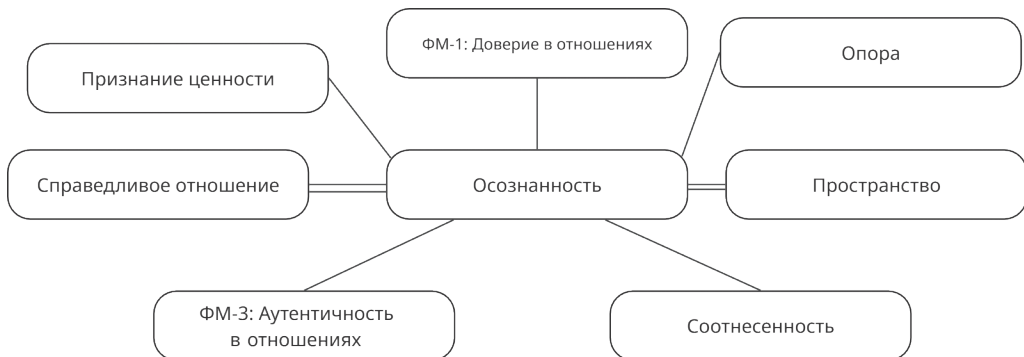 ФМ-1: Доверие в отношениях
Опора
Признание ценности
Справедливое отношение
Осознанность
Пространство
ФМ-3: Аутентичность
в отношениях
Соотнесенность